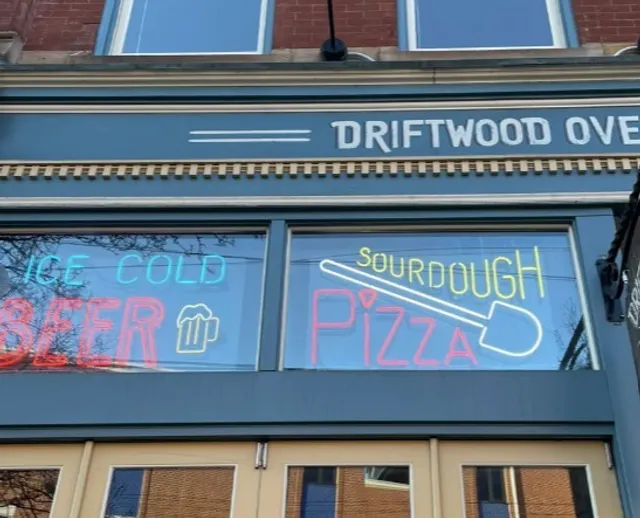 DRIFTWOOD OVE
ICE COLD
BEER
SOURDOUGH
PIZZA